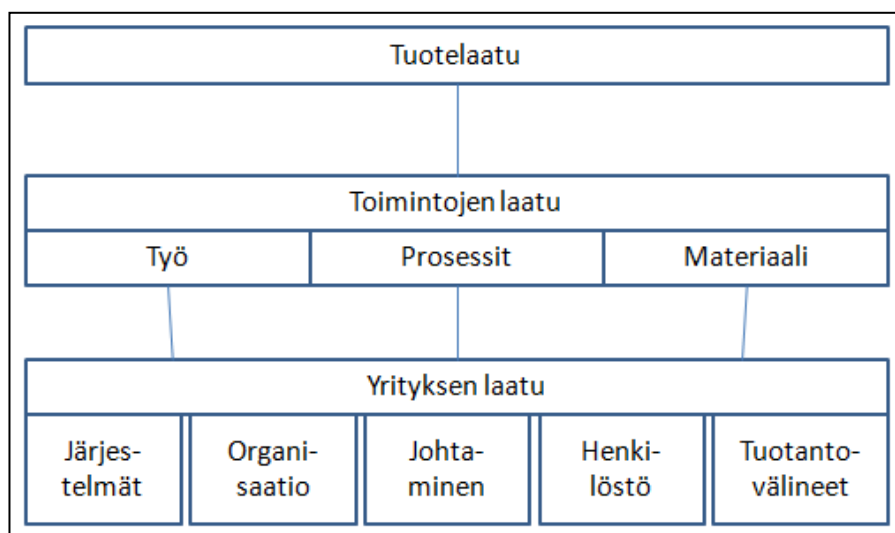 Tuotelaatu
Toimintojen laatu
Työ Prosessit Materiaali
Yrityksen laatu
Järjes-
telmät
Organi-
saatio
Johta-
minen
Henki-
löstö
Tuotanto-
välineet